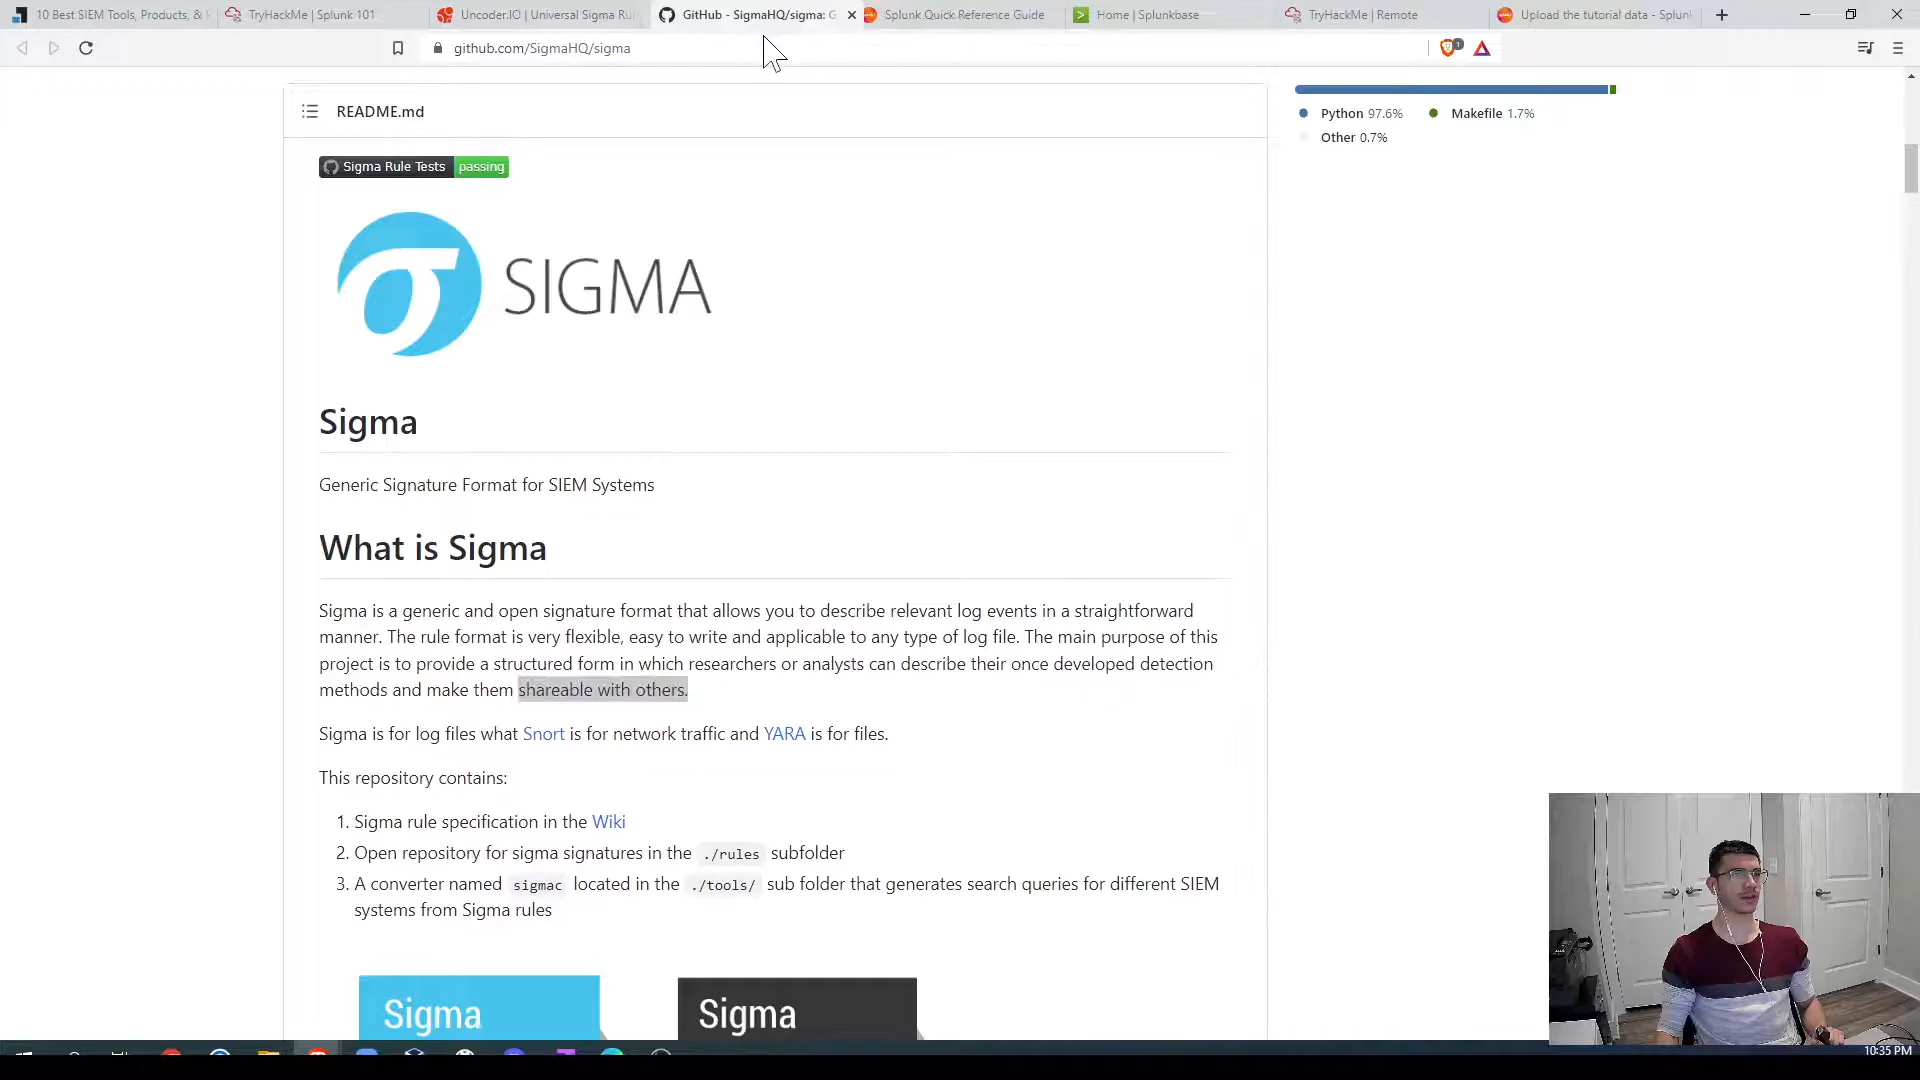 10 Best SIEM Tools, Products, &
TryHackMe | Splunk 101
Uncoder.IO | Universal Sigma Ru
GitHub - SigmaHQ/sigma: G
Splunk Quick Reference Guide
Home | Splunkbase
TryHackMe | Remote
Upload the tutorial data - Splun
github.com/SigmaHQ/sigma
1
README.md
Python 97.6%
Makefile 1.7%
Other 0.7%
Sigma Rule Tests passing
SIGMA
Sigma
Generic Signature Format for SIEM Systems
What is Sigma
Sigma is a generic and open signature format that allows you to describe relevant log events in a straightforward
manner. The rule format is very flexible, easy to write and applicable to any type of log file. The main purpose of this
project is to provide a structured form in which researchers or analysts can describe their once developed detection
methods and make them shareable with others.
Sigma is for log files what Snort is for network traffic and YARA is for files.
This repository contains:
1. Sigma rule specification in the Wiki
2. Open repository for sigma signatures in the ./rules subfolder
3. A converter named sigmac located in the ./tools/ sub folder that generates search queries for different SIEM
systems from Sigma rules
Sigma
Sigma
10:35 PM